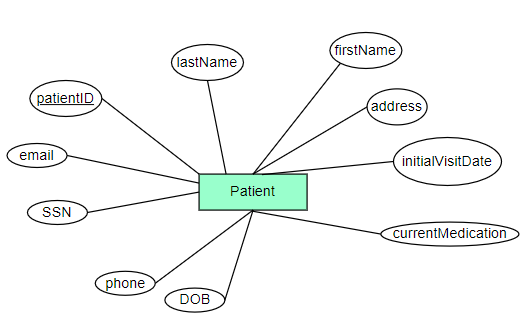 firstName
lastName
patientID
address
email
initialVisitDate
Patient
SSN
currentMedication
phone
DOB